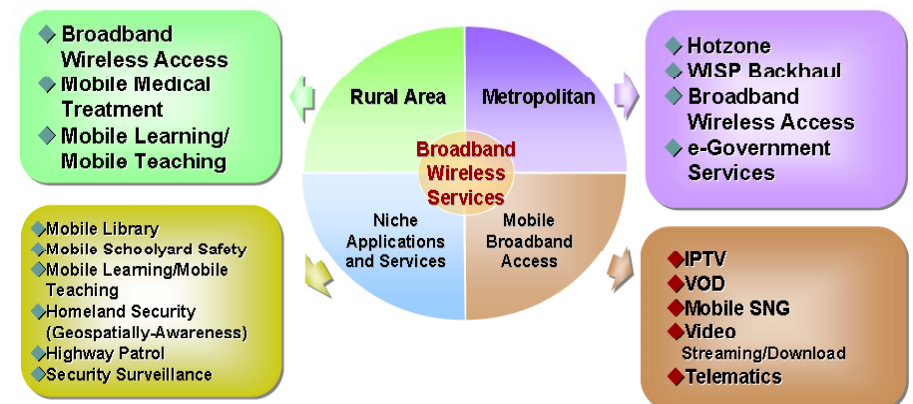 Broadband
Wireless Access
Mobile Medical
Treatment
Mobile Learning/
Mobile Teaching
Rural Area
Metropolitan
Broadband
Wireless
Services
Niche
Applications
and Services
Mobile
Broadband
Access
Hotzone
WISP Backhaul
Broadband
Wireless Access
e-Government
Services
Mobile Library
Mobile Schoolyard Safety
Mobile Learning/Mobile
Teaching
Homeland Security
(Geospatially-Awareness)
Highway Patrol
Security Surveillance
IPTV
VOD
Mobile SNG
Video
Streaming/Download
Telematics